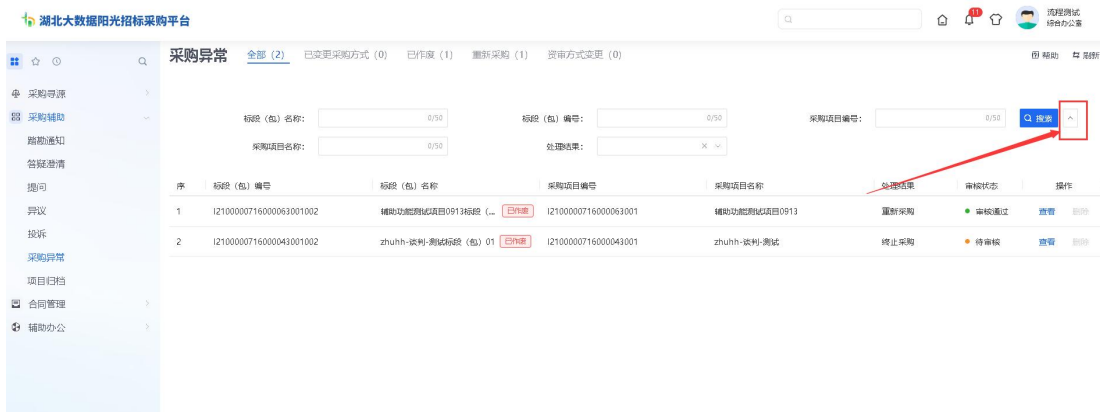 湖北大数据阳光招标采购平台
11
流程测试
综合办公室
采购异常 全部（2） 已变更采购方式（0） 已作废（1） 重新采购（1） 资审方式变更（0） 帮助 刷新
采购寻源
采购辅助
踏勘通知
答疑澄清
提问
异议
投诉
采购异常
项目归档
合同管理
辅助办公
标段（包）名称： 0/50 标段（包）编号： 0/50 采购项目编号： 0/50 搜索
采购项目名称： 0/50 处理结果：
序 标段（包）编号 标段（包）名称 采购项目编号 采购项目名称 处理结果 审核状态 操作
1 I2100000716000063001002 辅助功能测试项目0913标段（... 已作废 I2100000716000063001 辅助功能测试项目0913 重新采购 审核通过 查看 删除
2 I2100000716000043001002 zhuhh-谈判-测试标段（包）01 已作废 I2100000716000043001 zhuhh-谈判-测试 终止采购 待审核 查看 删除